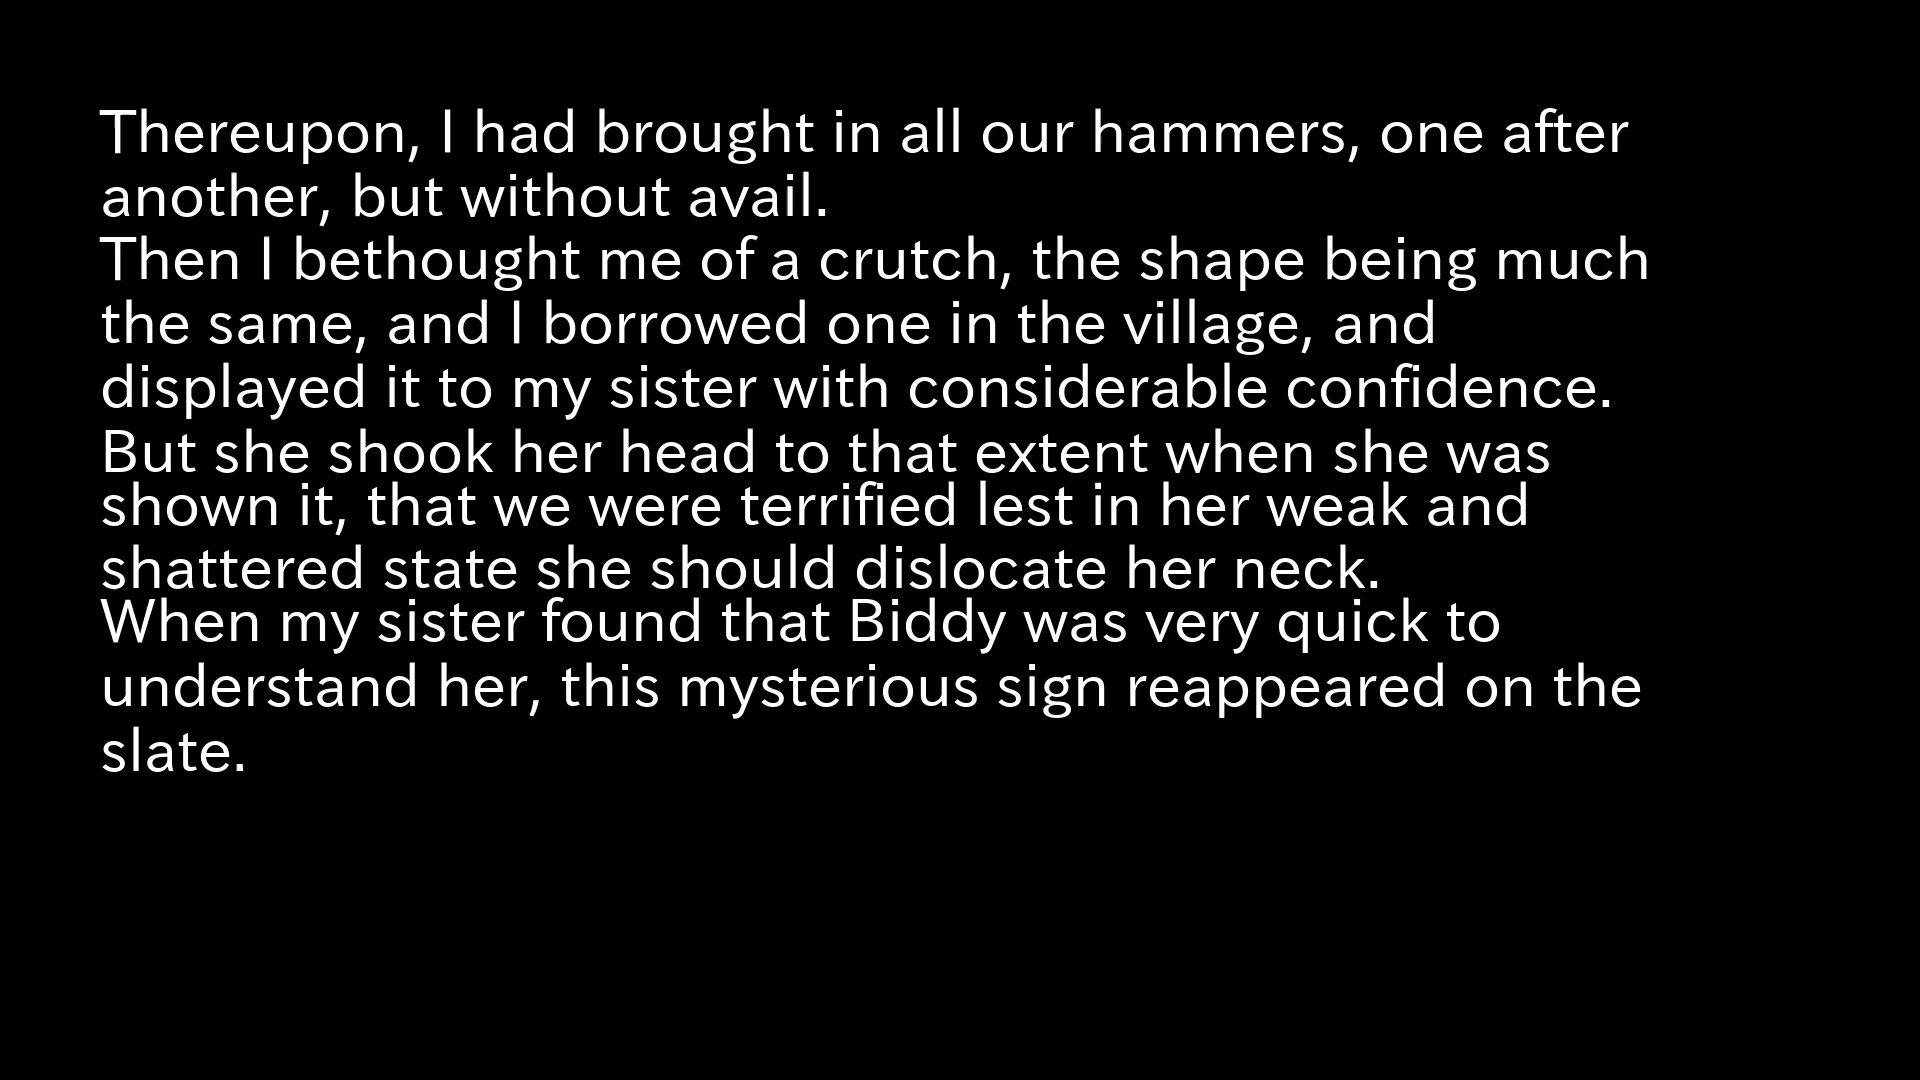 Thereupon, I had brought in all our hammers, one after
another, but without avail.
Then I bethought me of a crutch, the shape being much
the same, and I borrowed one in the village, and
displayed it to my sister with considerable confidence.
But she shook her head to that extent when she was
shown it, that we were terrified lest in her weak and
shattered state she should dislocate her neck.
When my sister found that Biddy was very quick to
understand her, this mysterious sign reappeared on the
slate.